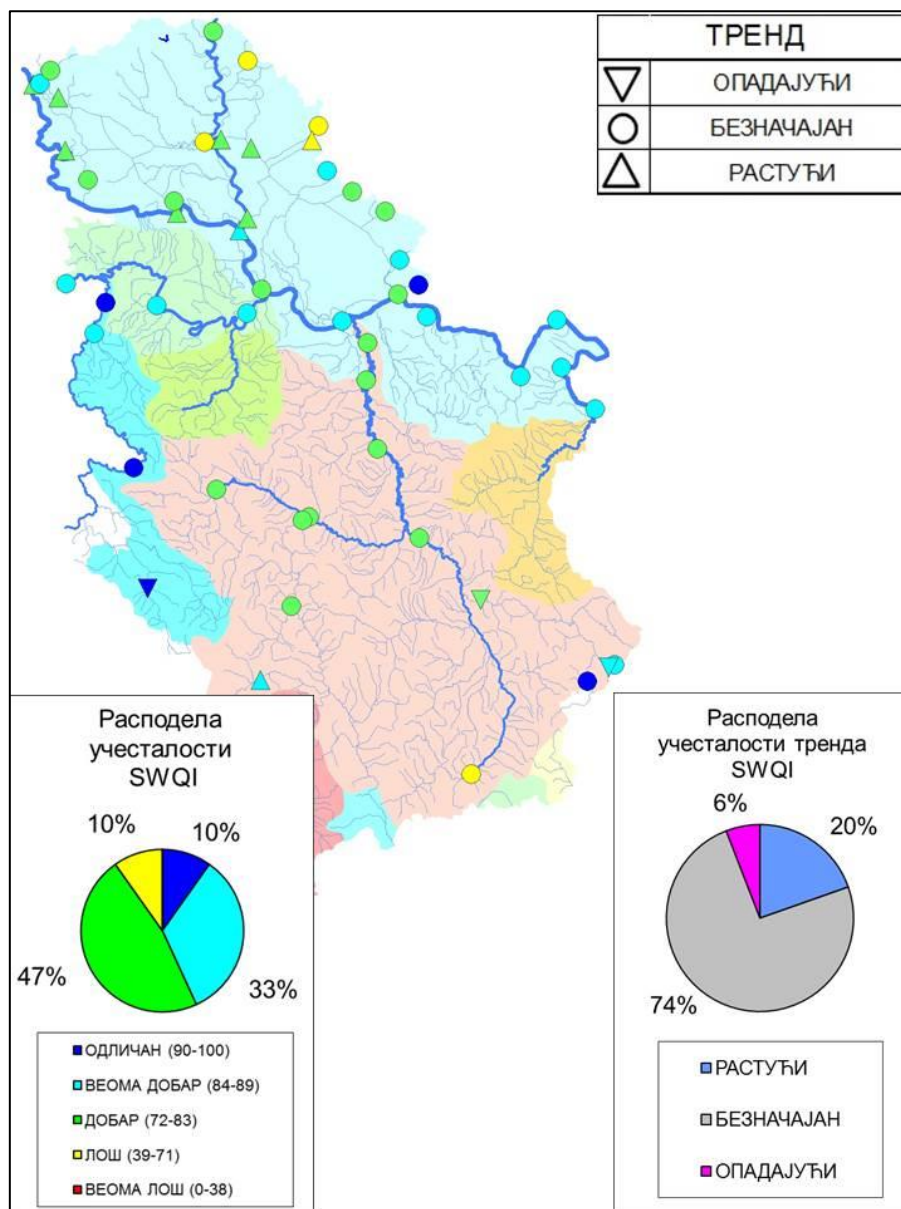 ТРЕНД
ОПАДАЈУЋИ
БЕЗНАЧАЈАН
РАСТУЋИ
Расподела
учесталости
SWQI
10%
10%
47%
33%
ОДЛИЧАН (90-100)
ВЕОМА ДОБАР (84-89)
ДОБАР (72-83)
ЛОШ (39-71)
ВЕОМА ЛОШ (0-38)
Расподела
учесталости тренда
SWQI
6%
20%
74%
РАСТУЋИ
БЕЗНАЧАЈАН
ОПАДАЈУЋИ